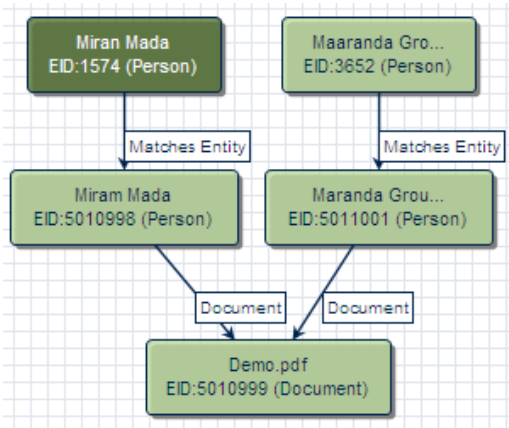 Miran Mada
EID:1574 (Person)
Maaranda Gro...
EID:3652 (Person)
Matches Entity
Matches Entity
Miram Mada
EID:5010998 (Person)
Maranda Grou...
EID:5011001 (Person)
Document
Document
Demo.pdf
EID:5010999 (Document)